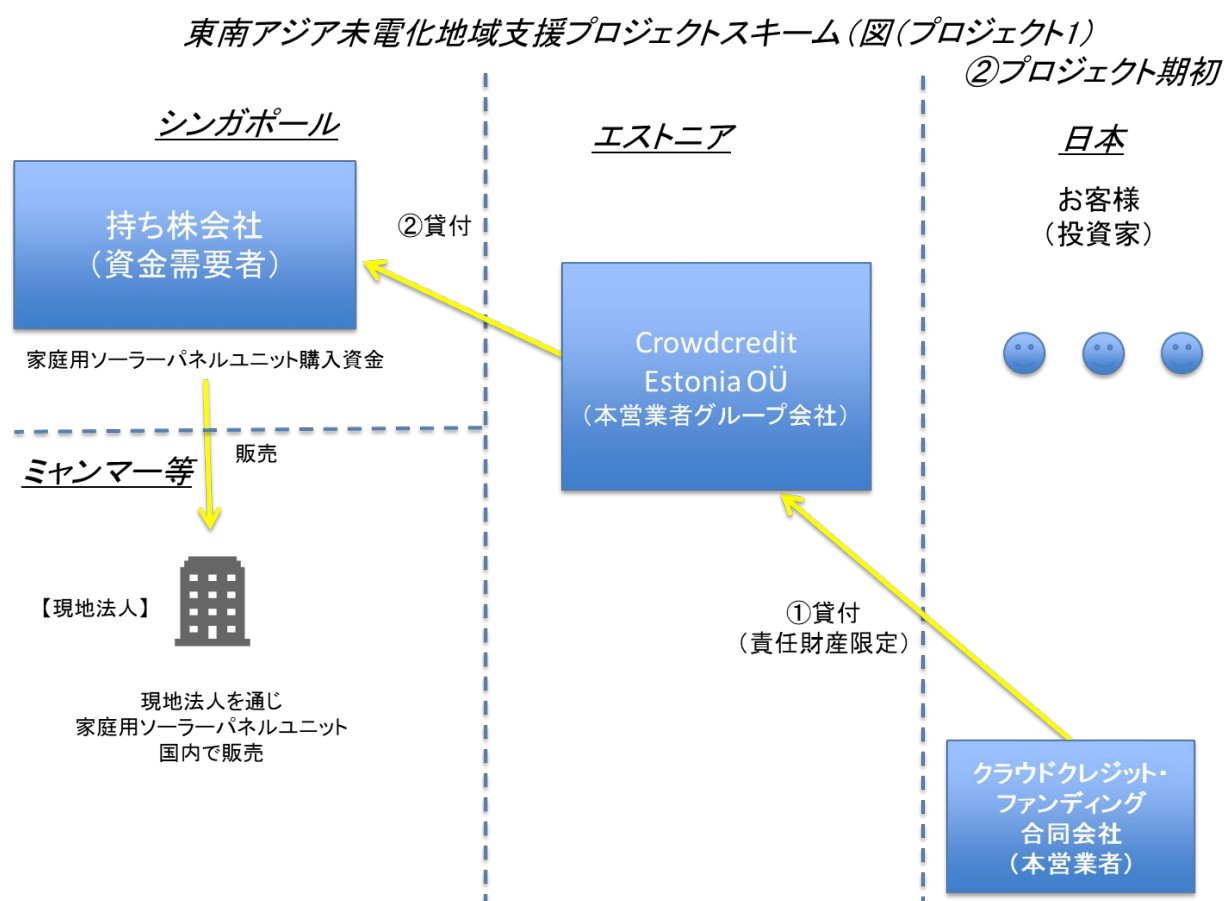 東南アジア未電化地域支援プロジェクトスキーム(図(プロジェクト1)
②プロジェクト期初
シンガポール
持ち株会社
(資金需要者)
家庭用ソーラーパネルユニット購入資金
販売
ミャンマー等
【現地法人】
現地法人を通じ
家庭用ソーラーパネルユニット
国内で販売
②貸付
エストニア
Crowdcredit
Estonia OÜ
(本営業者グループ会社)
①貸付
(責任財産限定)
日本
お客様
(投資家)
クラウドクレジット・
ファンディング
合同会社
(本営業者)